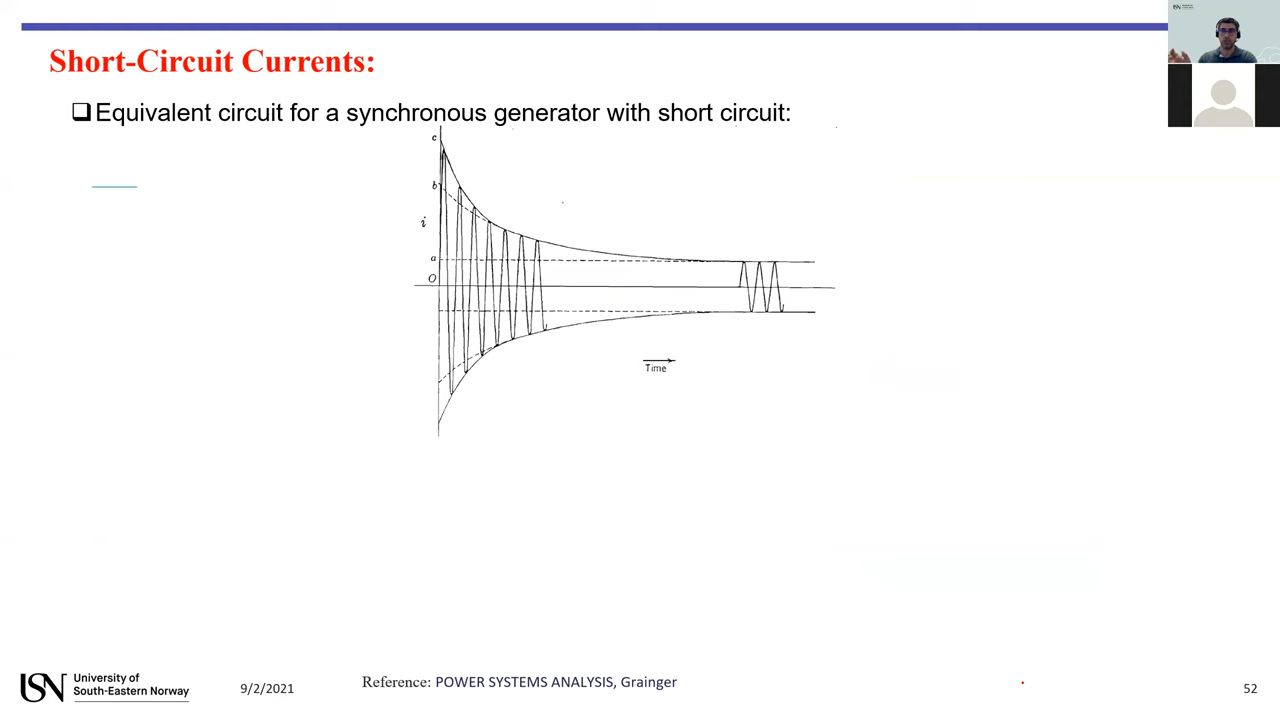 Short-Circuit Currents:
Equivalent circuit for a synchronous generator with short circuit:
c
b
i
a
O
Time
USN University of
South-Eastern Norway
9/2/2021
Reference: POWER SYSTEMS ANALYSIS, Grainger
52